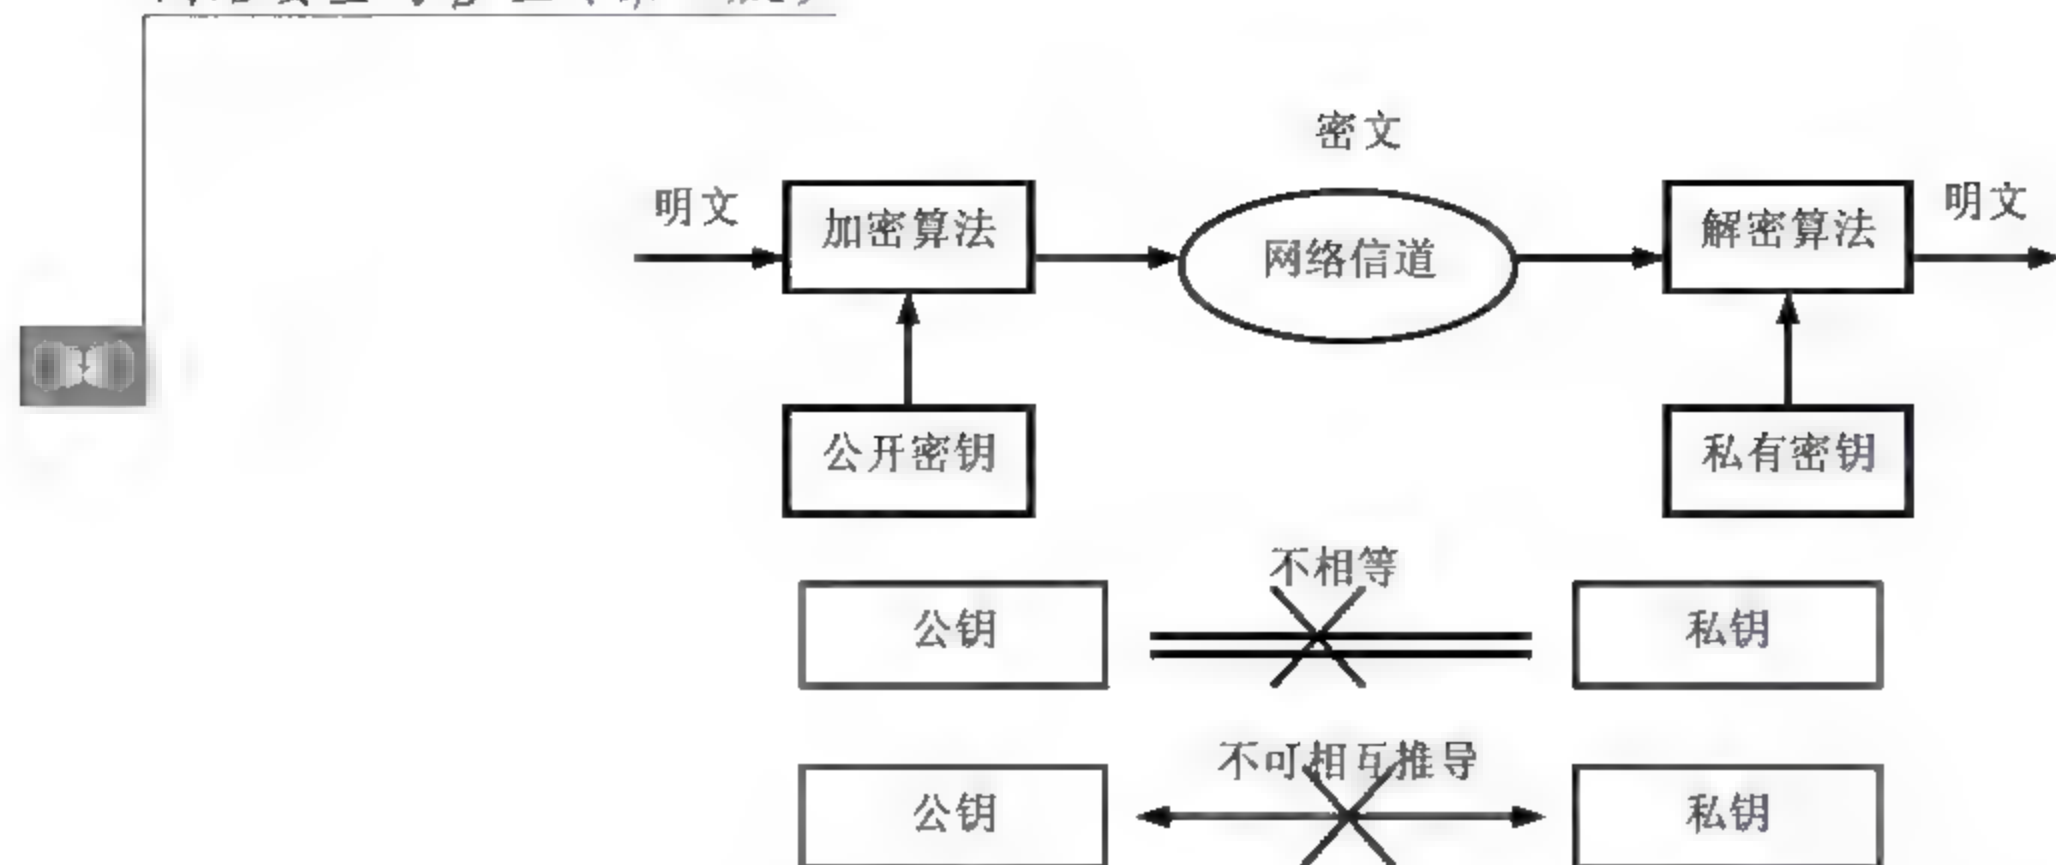 密文
明文
加密算法
网络信道
解密算法
明文
公开密钥
私有密钥
不相等
公钥
私钥
不可相互推导
公钥
私钥